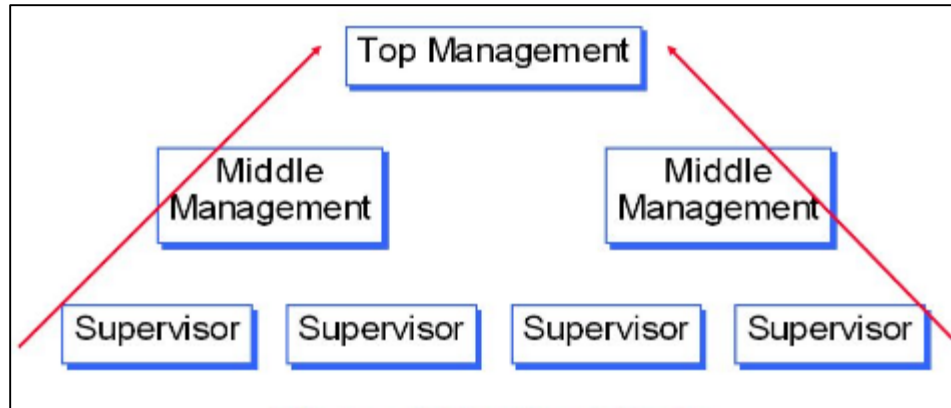 Top Management
Middle
Management
Middle
Management
Supervisor
Supervisor
Supervisor
Supervisor